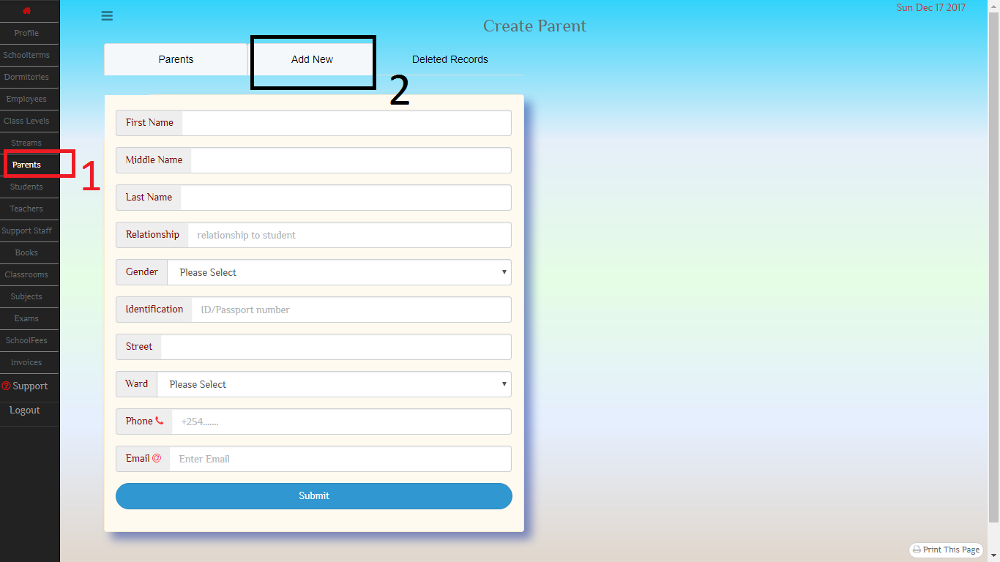 Sun Dec 17 2017
Create Parent
Profile
Schoolterms
Dormitories
Employees
Class Levels
Streams
Parents
Students
Teachers
Support Staff
Books
Classrooms
Subjects
Exams
SchoolFees
Invoices
Support
Logout
1
Parents
Add New
Deleted Records
2
First Name
Middle Name
Last Name
Relationship relationship to student
Gender Please Select
Identification ID/Passport number
Street
Ward Please Select
Phone +254.......
Email @ Enter Email
Submit
Print This Page